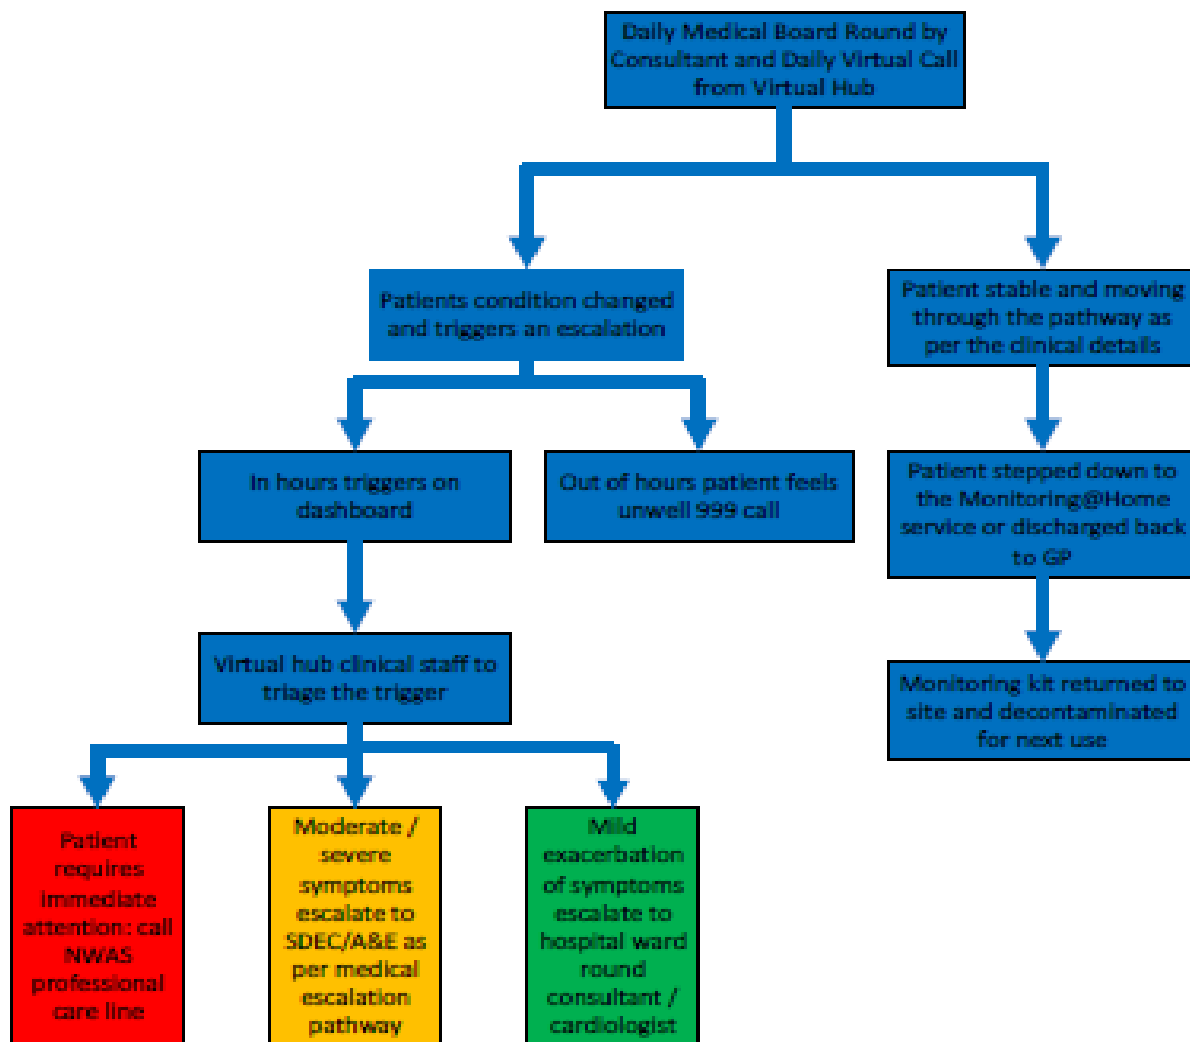 Daily Medical Board Round by
Consultant and Daily Virtual Call
from Virtual Hub
Patients condition changed
and triggers an escalation
Patient stable and moving
through the pathway as
per the clinical details
In hours triggers on
dashboard
Out of hours patient feels
unwell 999 call
Patient stepped down to
the Monitoring@Home
service or discharged back
to GP
Virtual hub clinical staff to
triage the trigger
Monitoring kit returned to
site and decontaminated
for next use
Patient
requires
immediate
attention: call
NWAS
professional
care line
Moderate /
severe
symptoms
escalate to
SDEC/A&E as
per medical
escalation
pathway
Mild
exacerbation
of symptoms
escalate to
hospital ward
round
consultant /
cardiologist